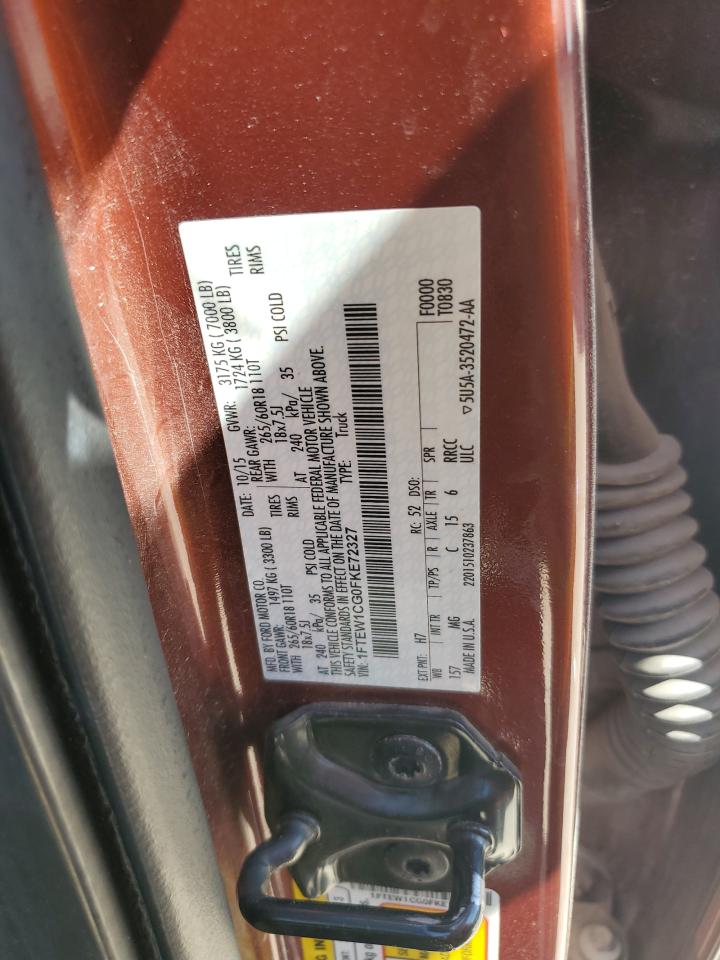 MFD. BY FORD MOTOR CO.
DATE: 10/15 GVWR: 3175 KG ( 7000 LB)
FRONT GAWR: 1497 KG ( 3300 LB) REAR GAWR: 1724 KG ( 3800 LB)
WITH 265/60R18 110T TIRES WITH 265/60R18 110T TIRES
18x7.5J RIMS 18x7.5J RIMS
AT 240 kPa/ 35 PSI COLD AT 240 kPa/ 35 PSI COLD
THIS VEHICLE CONFORMS TO ALL APPLICABLE FEDERAL MOTOR VEHICLE
SAFETY STANDARDS IN EFFECT ON THE DATE OF MANUFACTURE SHOWN ABOVE.
VIN: 1FTEW1CG0FKE72327 TYPE: Truck
F0000
T0830
EXT PNT: H7 RC: 52 DSO:
WB INT TR TP/PS R AXLE TR SPR
157 MG C 15 6 RRCC
MADE IN U.S.A. 2201510237863 ULC
5U5A-3520472-AA
1FTEW1CG0FKE